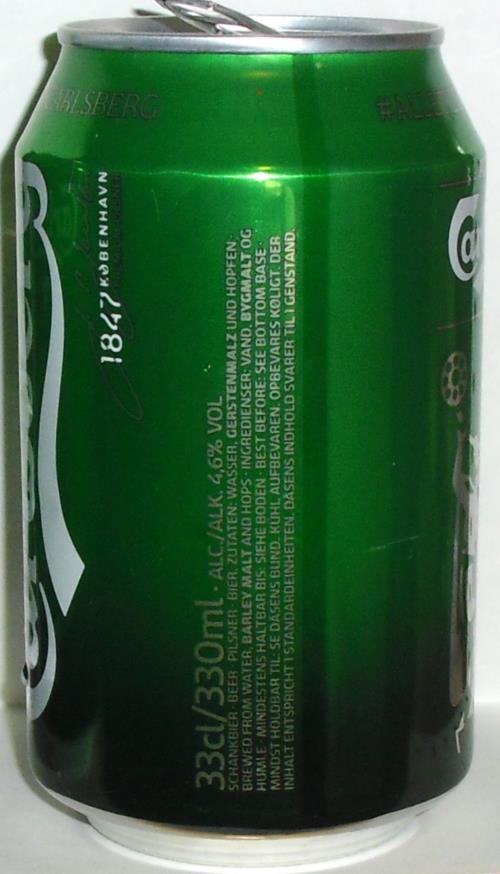 CARLSBERG
Carlsberg
1847 KØBENHAVN
33cl/330ml · ALC./ALK. 4,6% VOL
SCHANKBIER · BEER · PILSNER · BIER. ZUTATEN: WASSER, GERSTENMALZ UND HOPFEN ·
BREWED FROM WATER, BARLEY MALT AND HOPS · INGREDIENSER: VAND, BYGMALT OG
HUMLE · MINDESTENS HALTBAR BIS: SIEHE BODEN · BEST BEFORE: SEE BOTTOM BASE ·
MINDST HOLDBAR TIL: SE DÅSENS BUND. KÜHL AUFBEWAREN. OPBEVARES KØLIGT. DER
INHALT ENTSPRICHT 1 STANDARDEINHEITEN. DÅSENS INDHOLD SVARER TIL 1 GENSTAND.